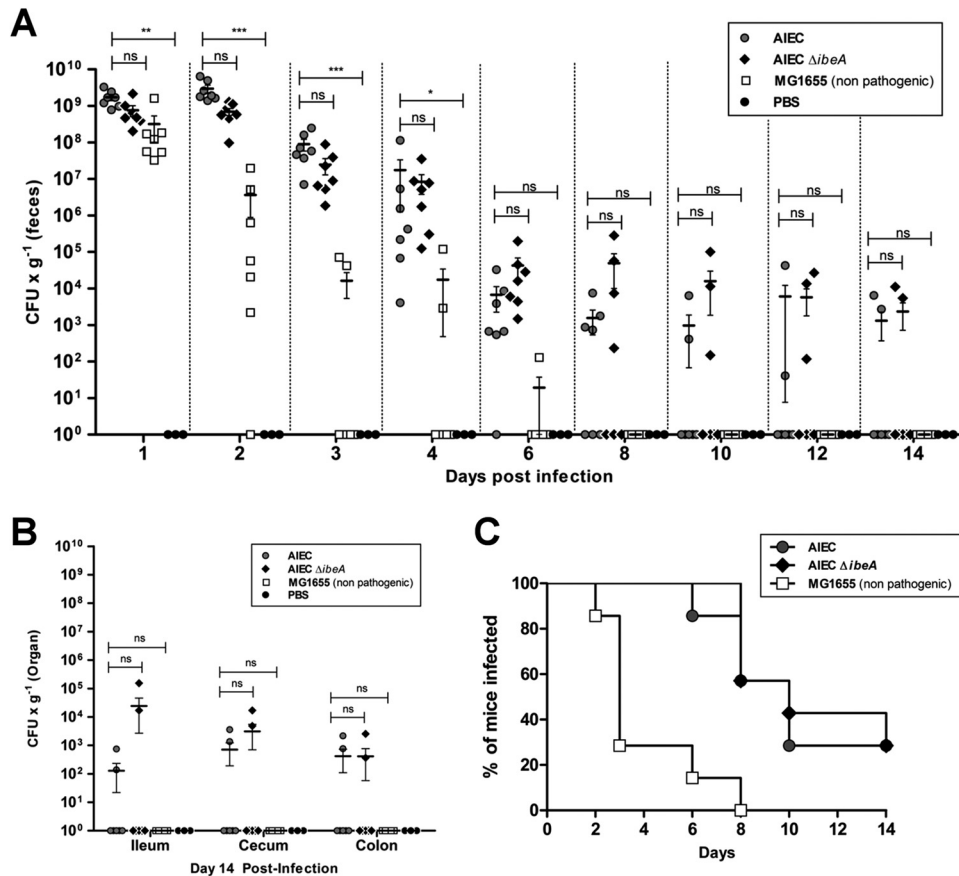 A
AIEC
AIEC ΔibeA
MG1655 (non pathogenic)
PBS
** *** *** * ns ns ns ns ns
ns ns ns ns ns ns ns ns ns
CFU x g⁻¹ (feces)
10¹⁰
10⁹
10⁸
10⁷
10⁶
10⁵
10⁴
10³
10²
10¹
10⁰
1 2 3 4 6 8 10 12 14
Days post infection
B
AIEC
AIEC ΔibeA
MG1655 (non pathogenic)
PBS
ns ns ns
ns ns ns
CFU x g⁻¹ (Organ)
10¹⁰
10⁹
10⁸
10⁷
10⁶
10⁵
10⁴
10³
10²
10¹
10⁰
Ileum Cecum Colon
Day 14 Post-Infection
C
AIEC
AIEC ΔibeA
MG1655 (non pathogenic)
% of mice infected
100
80
60
40
20
0
0 2 4 6 8 10 12 14
Days